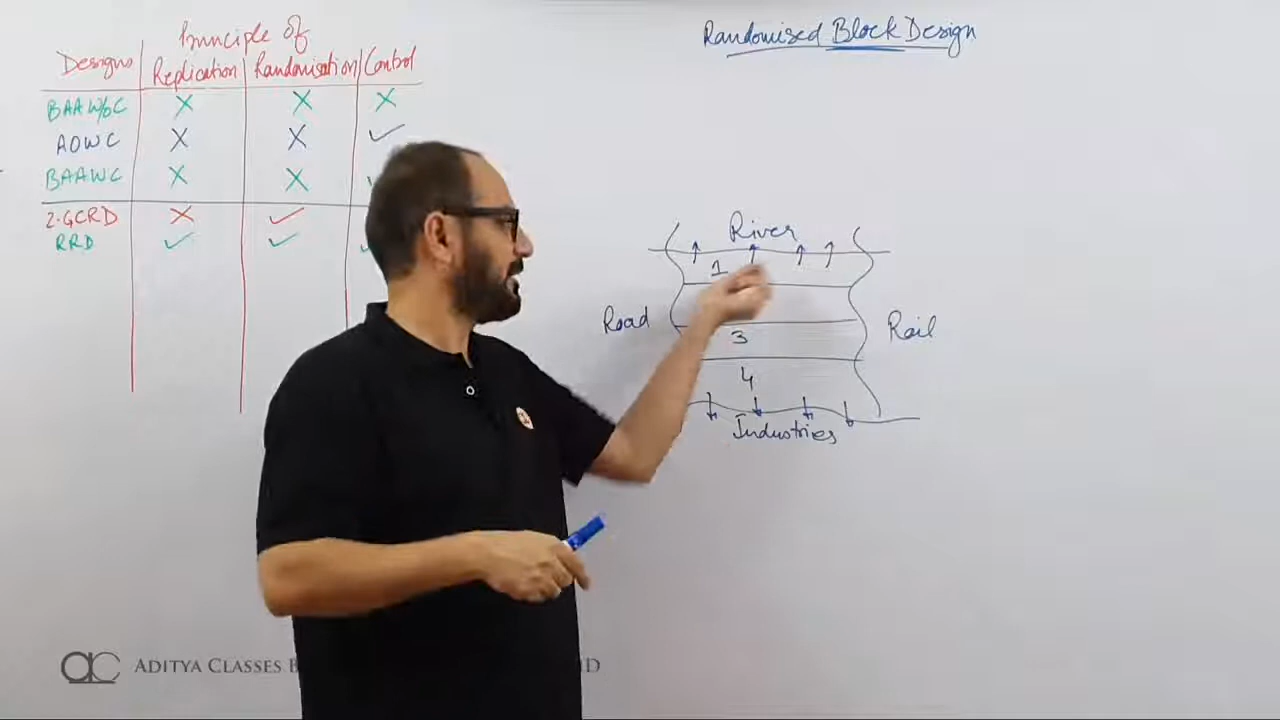 Principle of
Designs Replication Randomisation Control
BAAW/oC X X X
AOWC X X ✓
BAAWC X X ✓
2-GCRD X ✓
RRD ✓ ✓ ✓
Randomised Block Design
River
1
Road Rail
3
4
Industries
ADITYA CLASSES